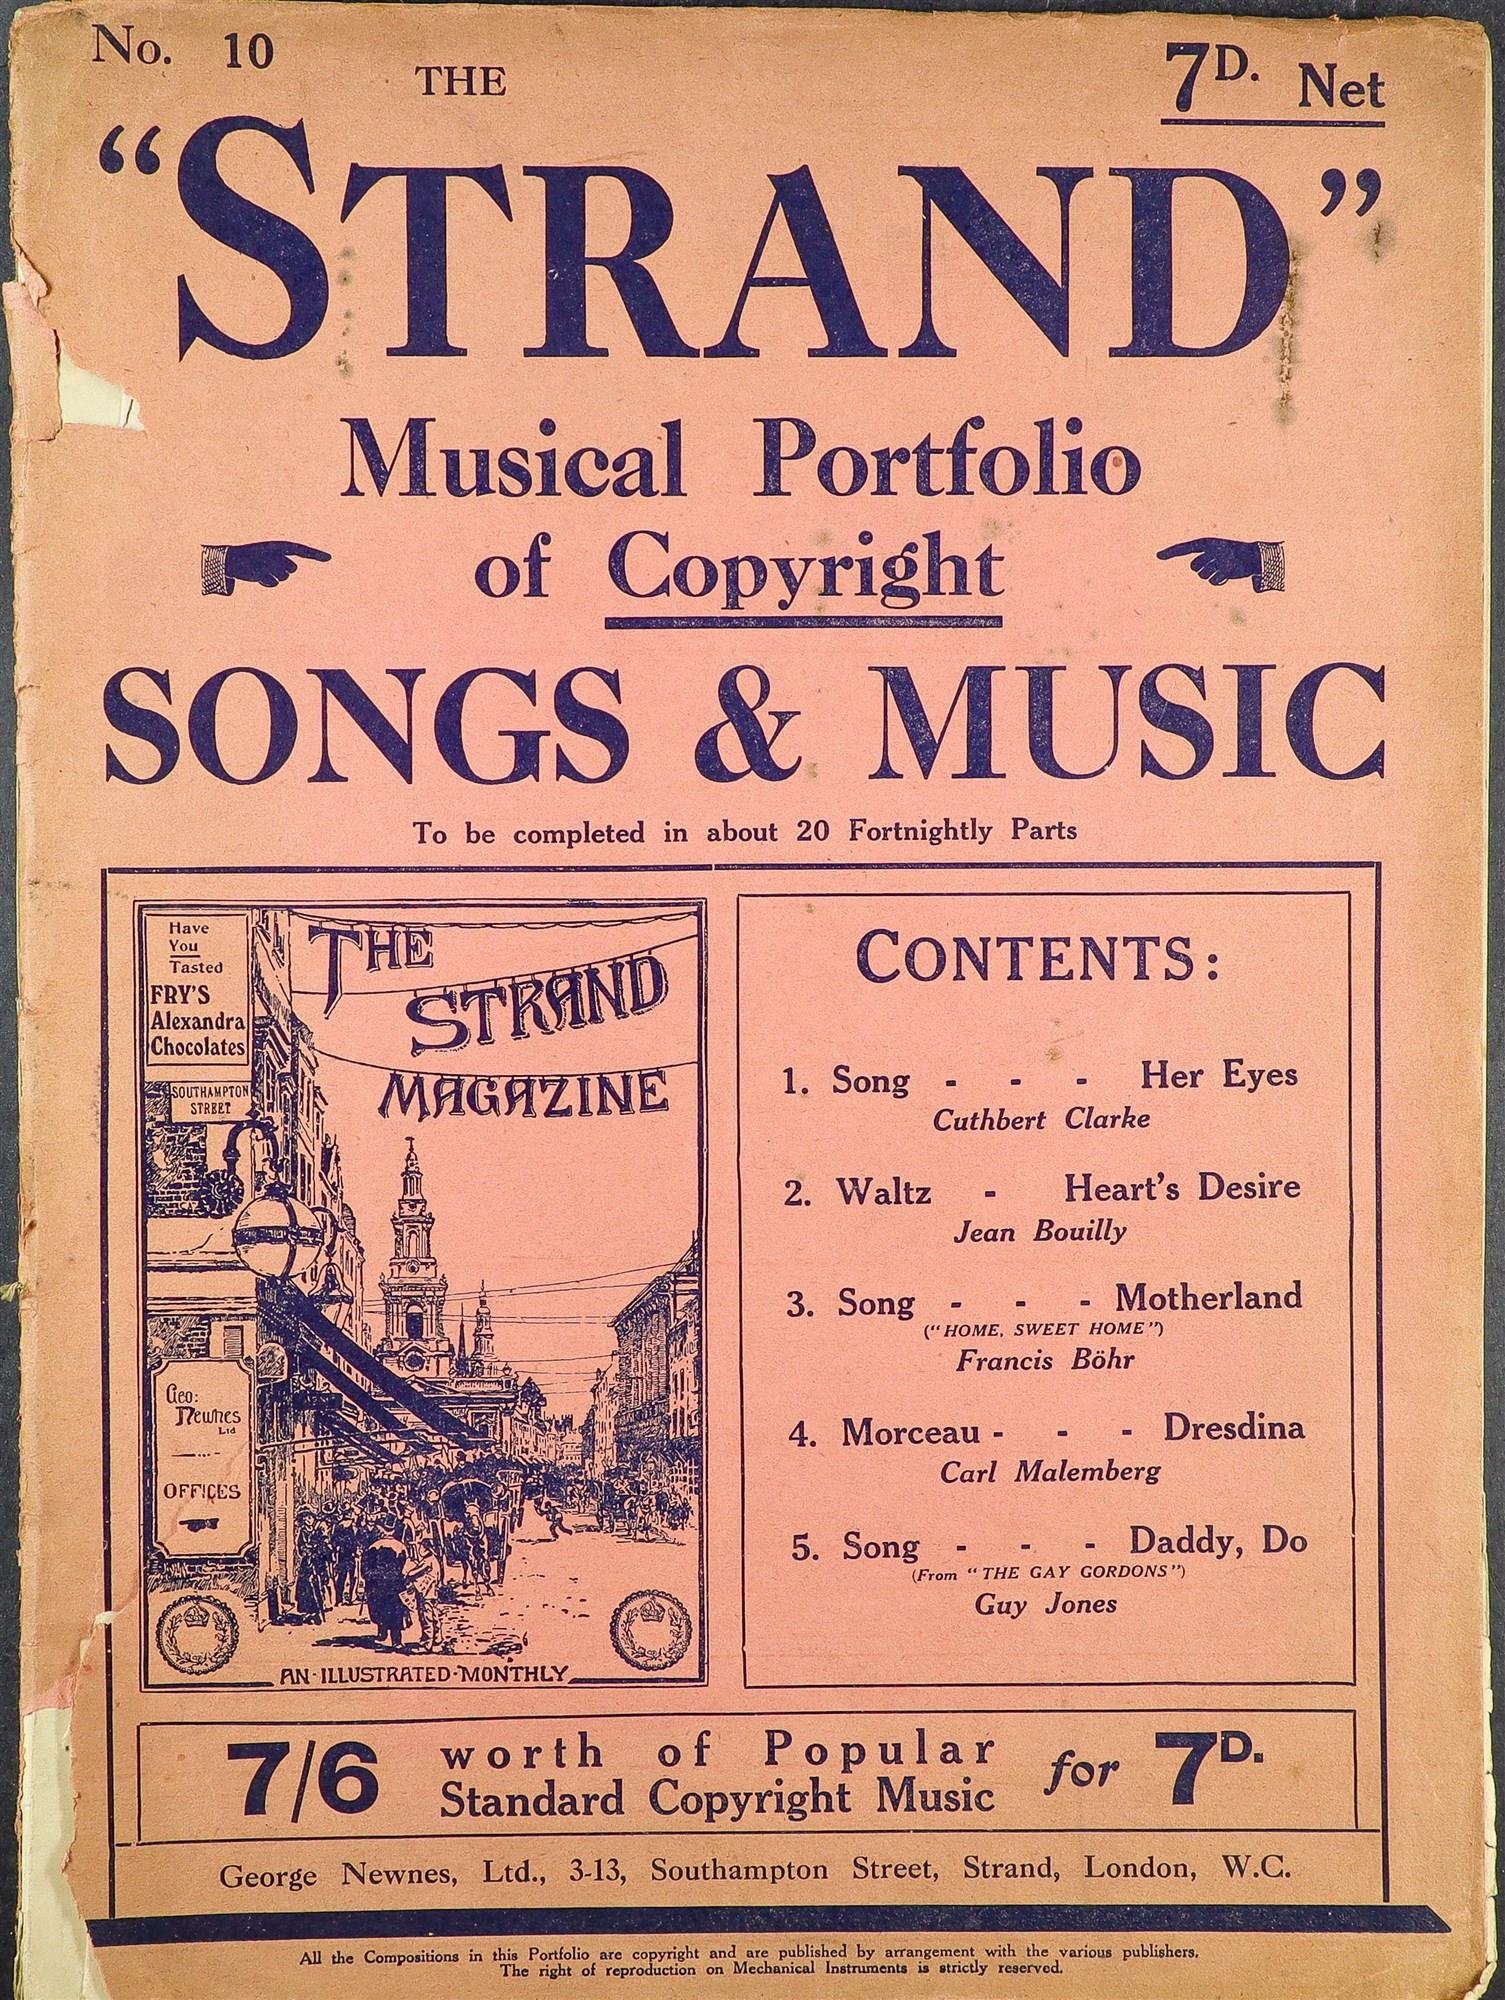 No. 10
THE
7D. Net
"STRAND"
Musical Portfolio
of Copyright
SONGS & MUSIC
To be completed in about 20 Fortnightly Parts
Have
You
Tasted
FRY'S
Alexandra
Chocolates
SOUTHAMPTON
STREET
THE
STRAND
MAGAZINE
Geo:
Newnes
Ltd
OFFICES
AN·ILLUSTRATED·MONTHLY
CONTENTS:
1. Song - - - Her Eyes
Cuthbert Clarke
2. Waltz - Heart's Desire
Jean Bouilly
3. Song - - - Motherland
("HOME, SWEET HOME")
Francis Böhr
4. Morceau - - - Dresdina
Carl Malemberg
5. Song - - - Daddy, Do
(From "THE GAY GORDONS")
Guy Jones
7/6 worth of Popular
Standard Copyright Music for 7D.
George Newnes, Ltd., 3-13, Southampton Street, Strand, London, W.C.
All the Compositions in this Portfolio are copyright and are published by arrangement with the various publishers.
The right of reproduction on Mechanical Instruments is strictly reserved.